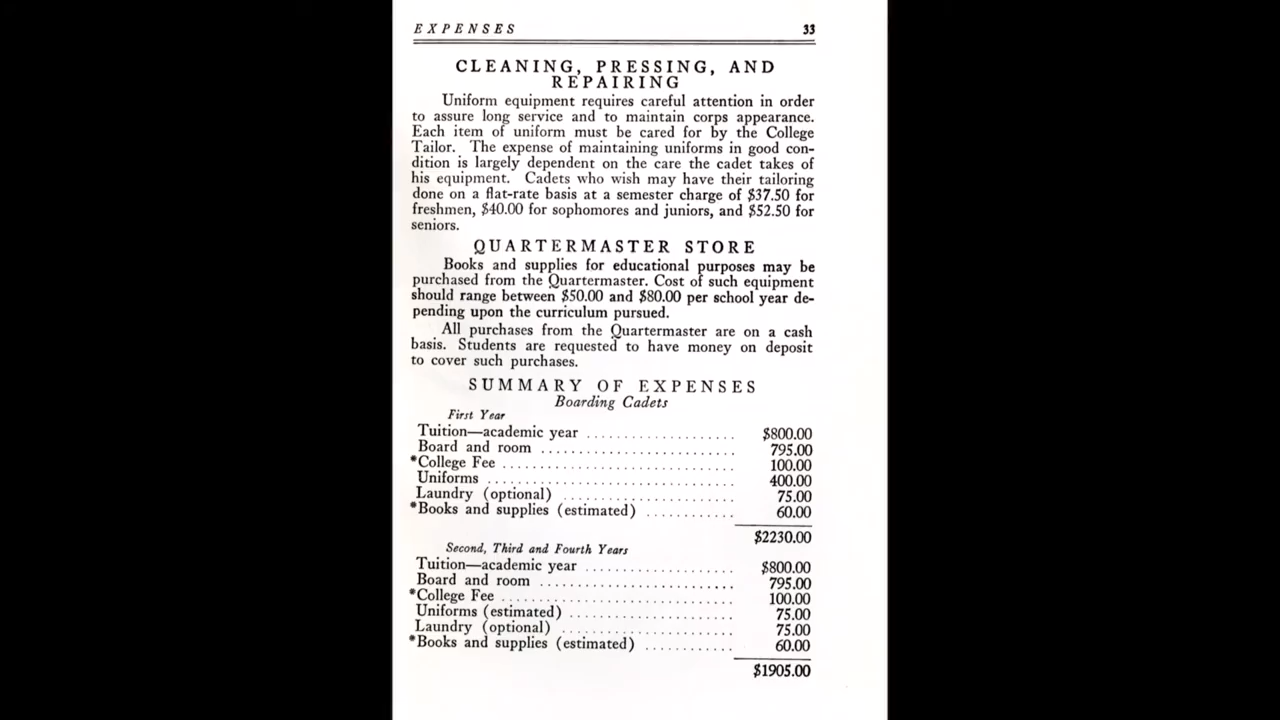 EXPENSES 33
CLEANING, PRESSING, AND
REPAIRING
Uniform equipment requires careful attention in order
to assure long service and to maintain corps appearance.
Each item of uniform must be cared for by the College
Tailor. The expense of maintaining uniforms in good con-
dition is largely dependent on the care the cadet takes of
his equipment. Cadets who wish may have their tailoring
done on a flat-rate basis at a semester charge of $37.50 for
freshmen, $40.00 for sophomores and juniors, and $52.50 for
seniors.
QUARTERMASTER STORE
Books and supplies for educational purposes may be
purchased from the Quartermaster. Cost of such equipment
should range between $50.00 and $80.00 per school year de-
pending upon the curriculum pursued.
All purchases from the Quartermaster are on a cash
basis. Students are requested to have money on deposit
to cover such purchases.
SUMMARY OF EXPENSES
Boarding Cadets
First Year
Tuition—academic year .................... $800.00
Board and room .......................... 795.00
*College Fee ............................... 100.00
Uniforms ................................. 400.00
Laundry (optional) ....................... 75.00
*Books and supplies (estimated) ............ 60.00
$2230.00
Second, Third and Fourth Years
Tuition—academic year .................... $800.00
Board and room .......................... 795.00
*College Fee ............................... 100.00
Uniforms (estimated) ...................... 75.00
Laundry (optional) ....................... 75.00
*Books and supplies (estimated) ............ 60.00
$1905.00